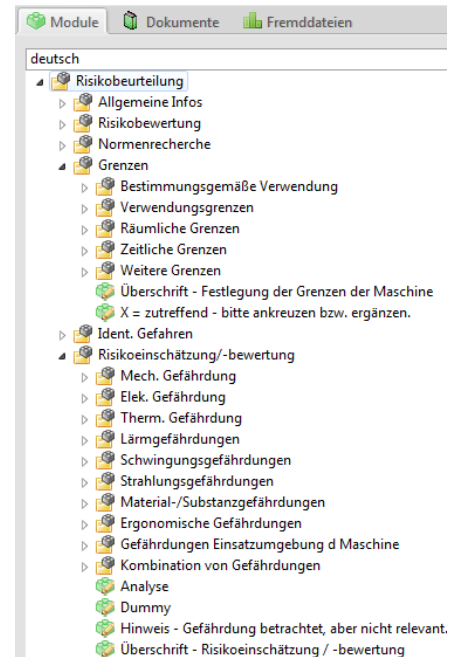 Module Dokumente Fremddateien
deutsch
Risikobeurteilung
Allgemeine Infos
Risikobewertung
Normenrecherche
Grenzen
Bestimmungsgemäße Verwendung
Verwendungsgrenzen
Räumliche Grenzen
Zeitliche Grenzen
Weitere Grenzen
Überschrift - Festlegung der Grenzen der Maschine
X = zutreffend - bitte ankreuzen bzw. ergänzen.
Ident. Gefahren
Risikoeinschätzung/-bewertung
Mech. Gefährdung
Elek. Gefährdung
Therm. Gefährdung
Lärmgefährdungen
Schwingungsgefährdungen
Strahlungsgefährdungen
Material-/Substanzgefährdungen
Ergonomische Gefährdungen
Gefährdungen Einsatzumgebung d Maschine
Kombination von Gefährdungen
Analyse
Dummy
Hinweis - Gefährdung betrachtet, aber nicht relevant.
Überschrift - Risikoeinschätzung / -bewertung